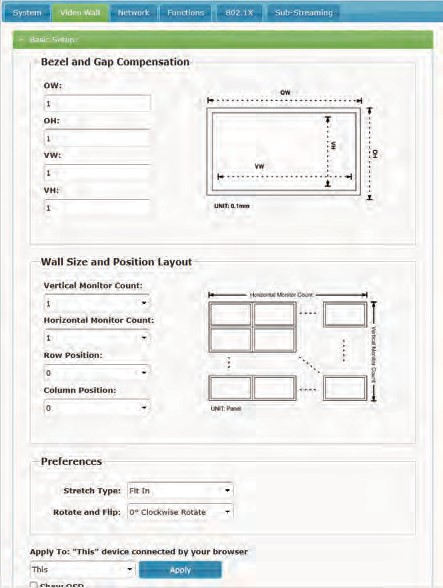 System Video Wall Network Functions 802.1X Sub-Streaming
Basic Setup:
Bezel and Gap Compensation
OW:
1
OH:
1
VW:
1
VH:
1
OW
VH
OH
VW
UNIT: 0.1mm
Wall Size and Position Layout
Vertical Monitor Count:
1
Horizontal Monitor Count:
1
Row Position:
0
Column Position:
0
Horizontal Monitor Count
Vertical Monitor Count
UNIT: Panel
Preferences
Stretch Type: Fit In
Rotate and Flip: 0° Clockwise Rotate
Apply To: "This" device connected by your browser
This Apply
Show OSD